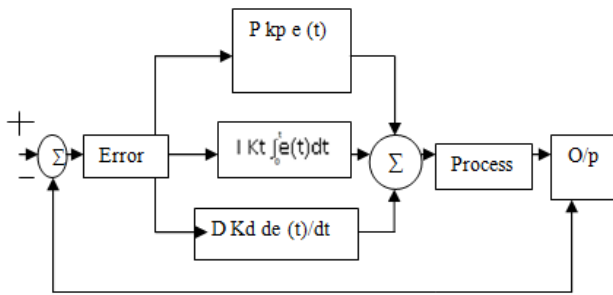 P kp e (t)
+
Σ
−
Error
I Kt ∫₀ᵗe(t)dt
Σ
Process
O/p
D Kd de (t)/dt